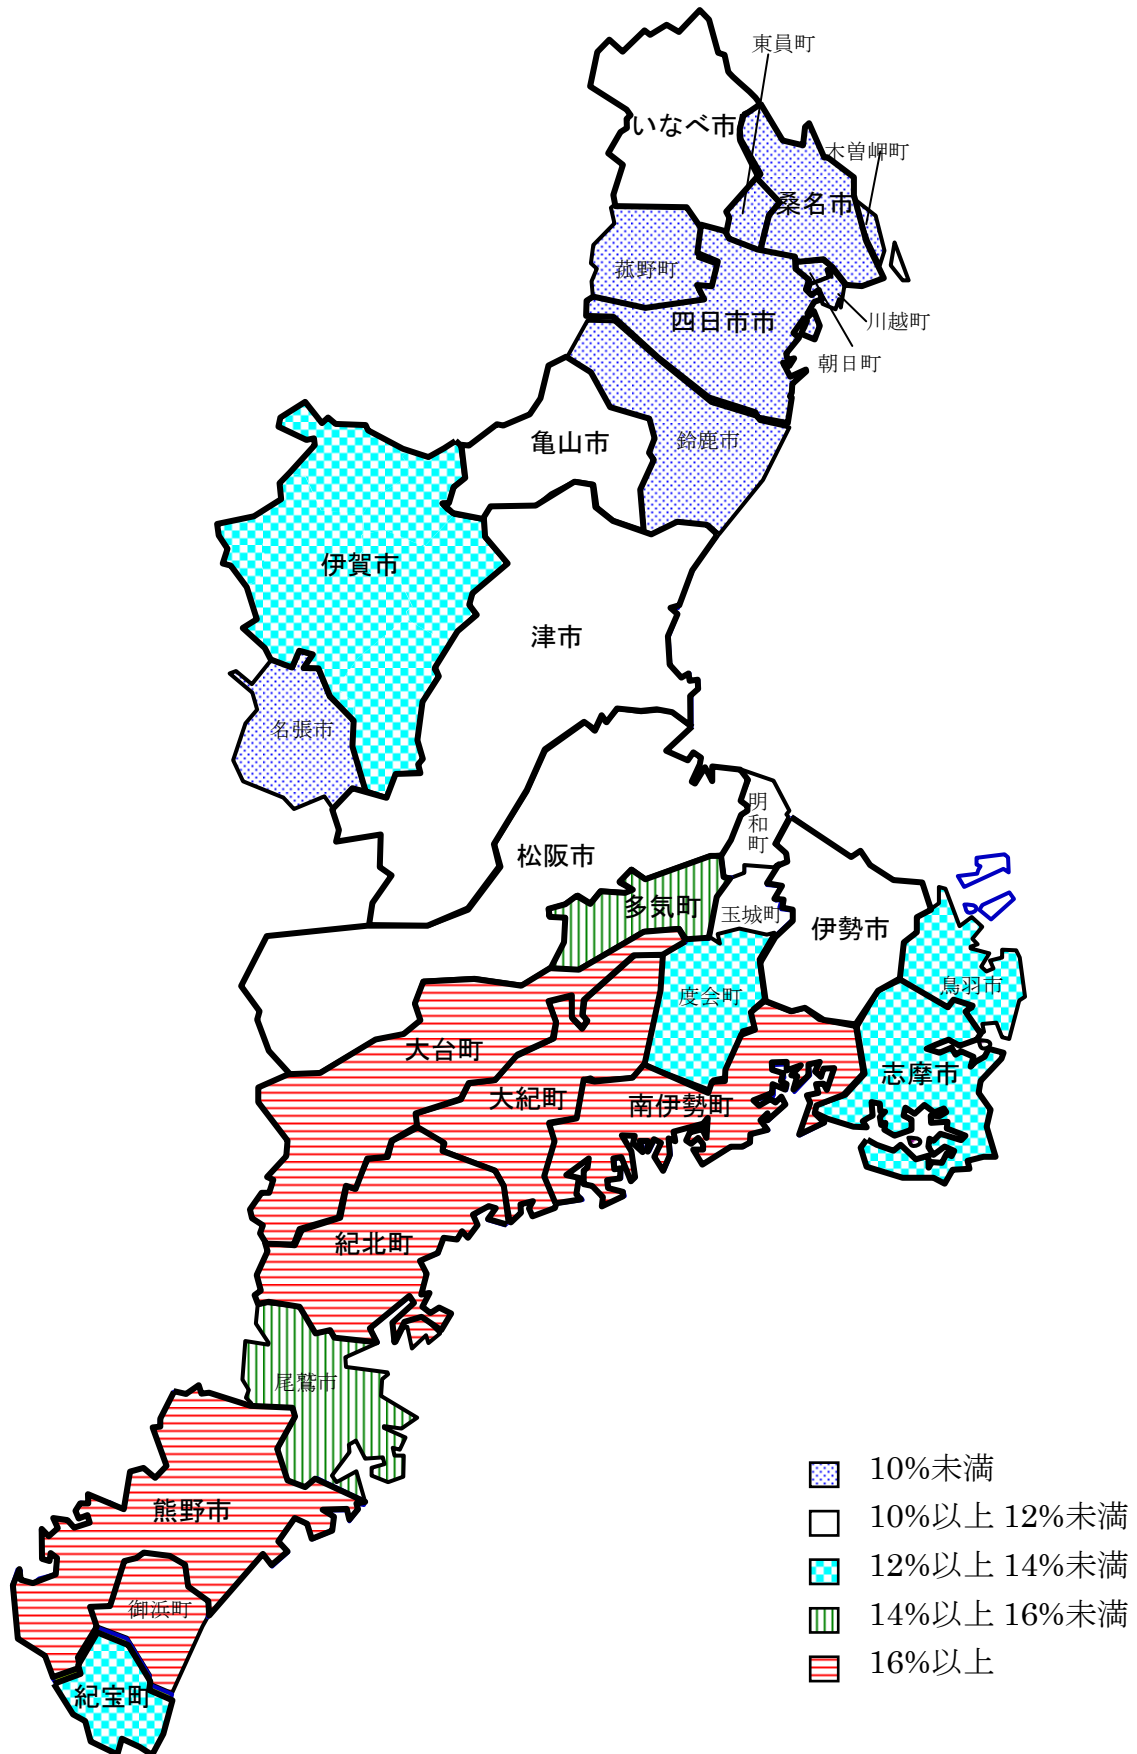 東員町
いなべ市
木曽岬町
桑名市
菰野町
四日市市
川越町
朝日町
亀山市
鈴鹿市
伊賀市
津市
名張市
明和町
松阪市
多気町
玉城町
伊勢市
度会町
鳥羽市
大台町
志摩市
大紀町
南伊勢町
紀北町
尾鷲市
熊野市
御浜町
紀宝町
10%未満
10%以上 12%未満
12%以上 14%未満
14%以上 16%未満
16%以上